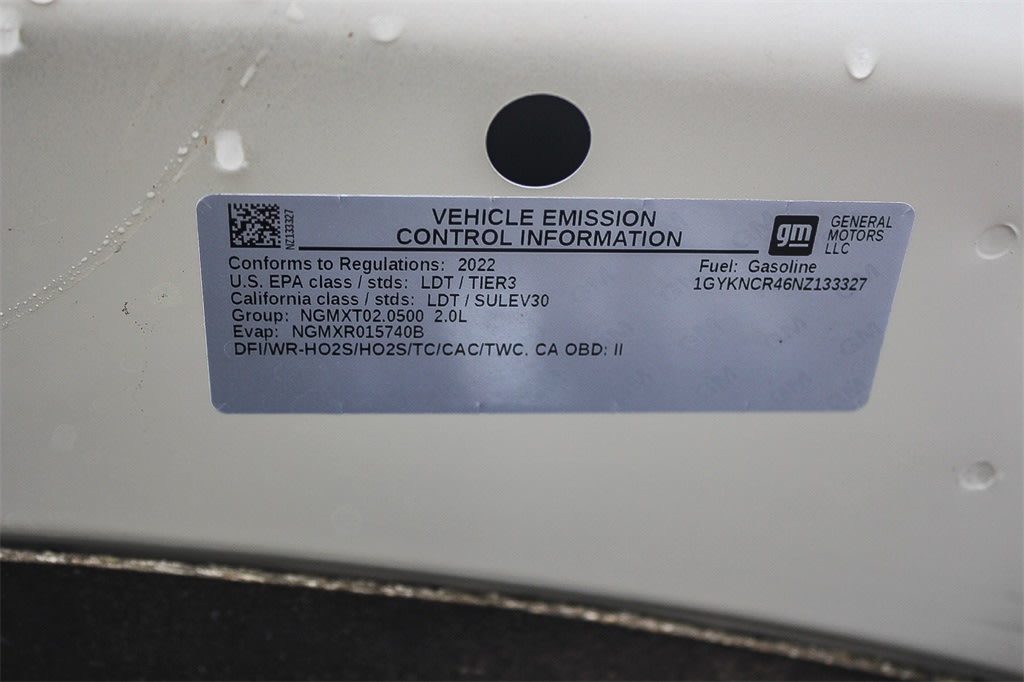 NZ133327
VEHICLE EMISSION
CONTROL INFORMATION
gm
GENERAL
MOTORS
LLC
Conforms to Regulations: 2022
U.S. EPA class / stds: LDT / TIER3
California class / stds: LDT / SULEV30
Group: NGMXT02.0500 2.0L
Evap: NGMXR015740B
DFI/WR-HO2S/HO2S/TC/CAC/TWC. CA OBD: II
Fuel: Gasoline
1GYKNCR46NZ133327